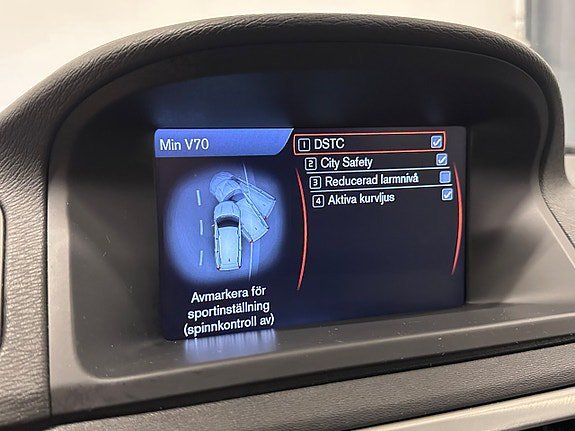 Min V70
1 DSTC
2 City Safety
3 Reducerad larmnivå
4 Aktiva kurvljus
Avmarkera för
sportinställning
(spinnkontroll av)